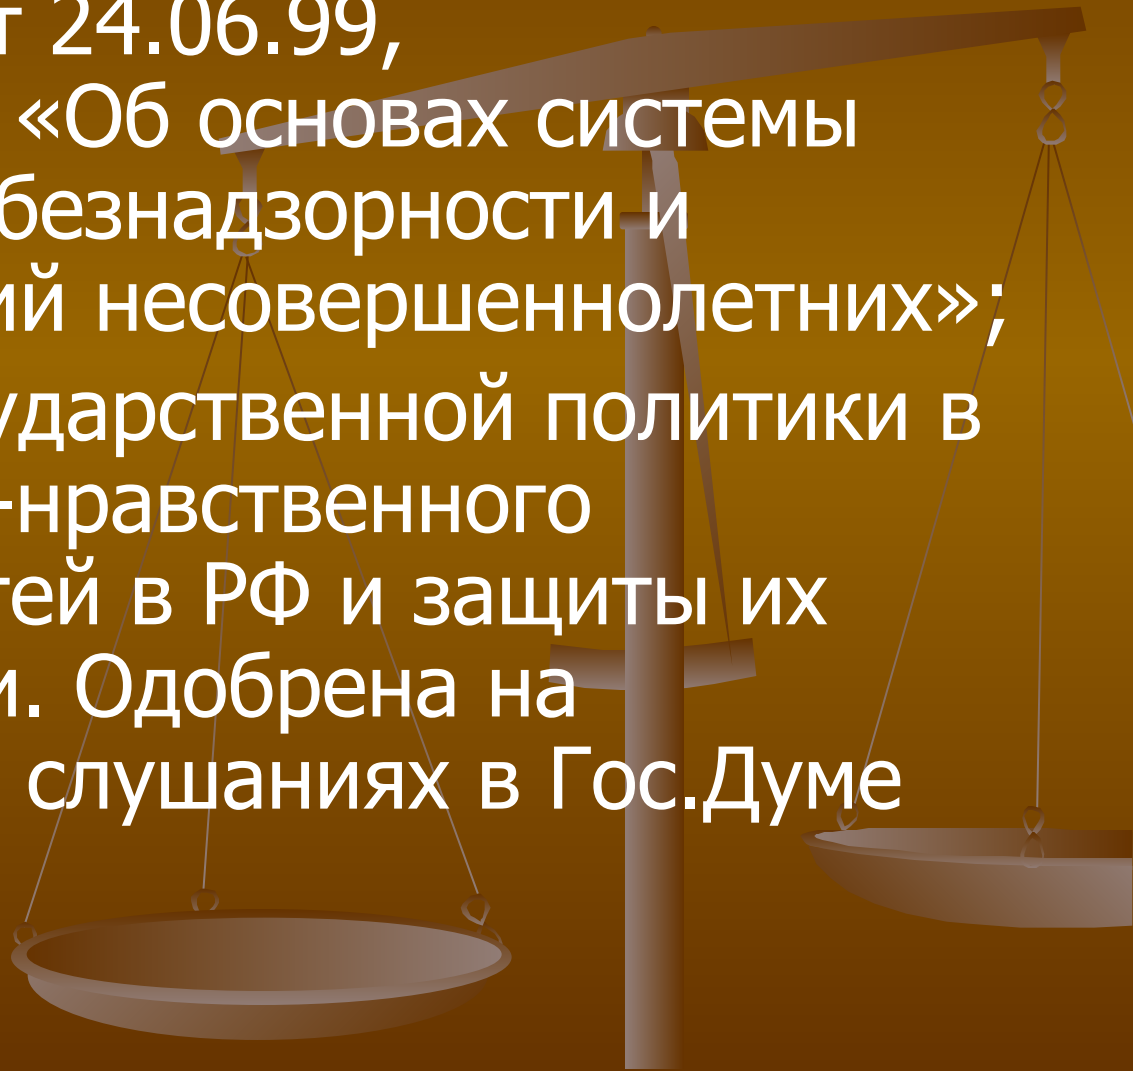 т 24.06.99,
«Об основах системы
безнадзорности и
ий несовершеннолетних»;
ударственной политики в
-нравственного
тей в РФ и защиты их
и. Одобрена на
слушаниях в Гос.Думе